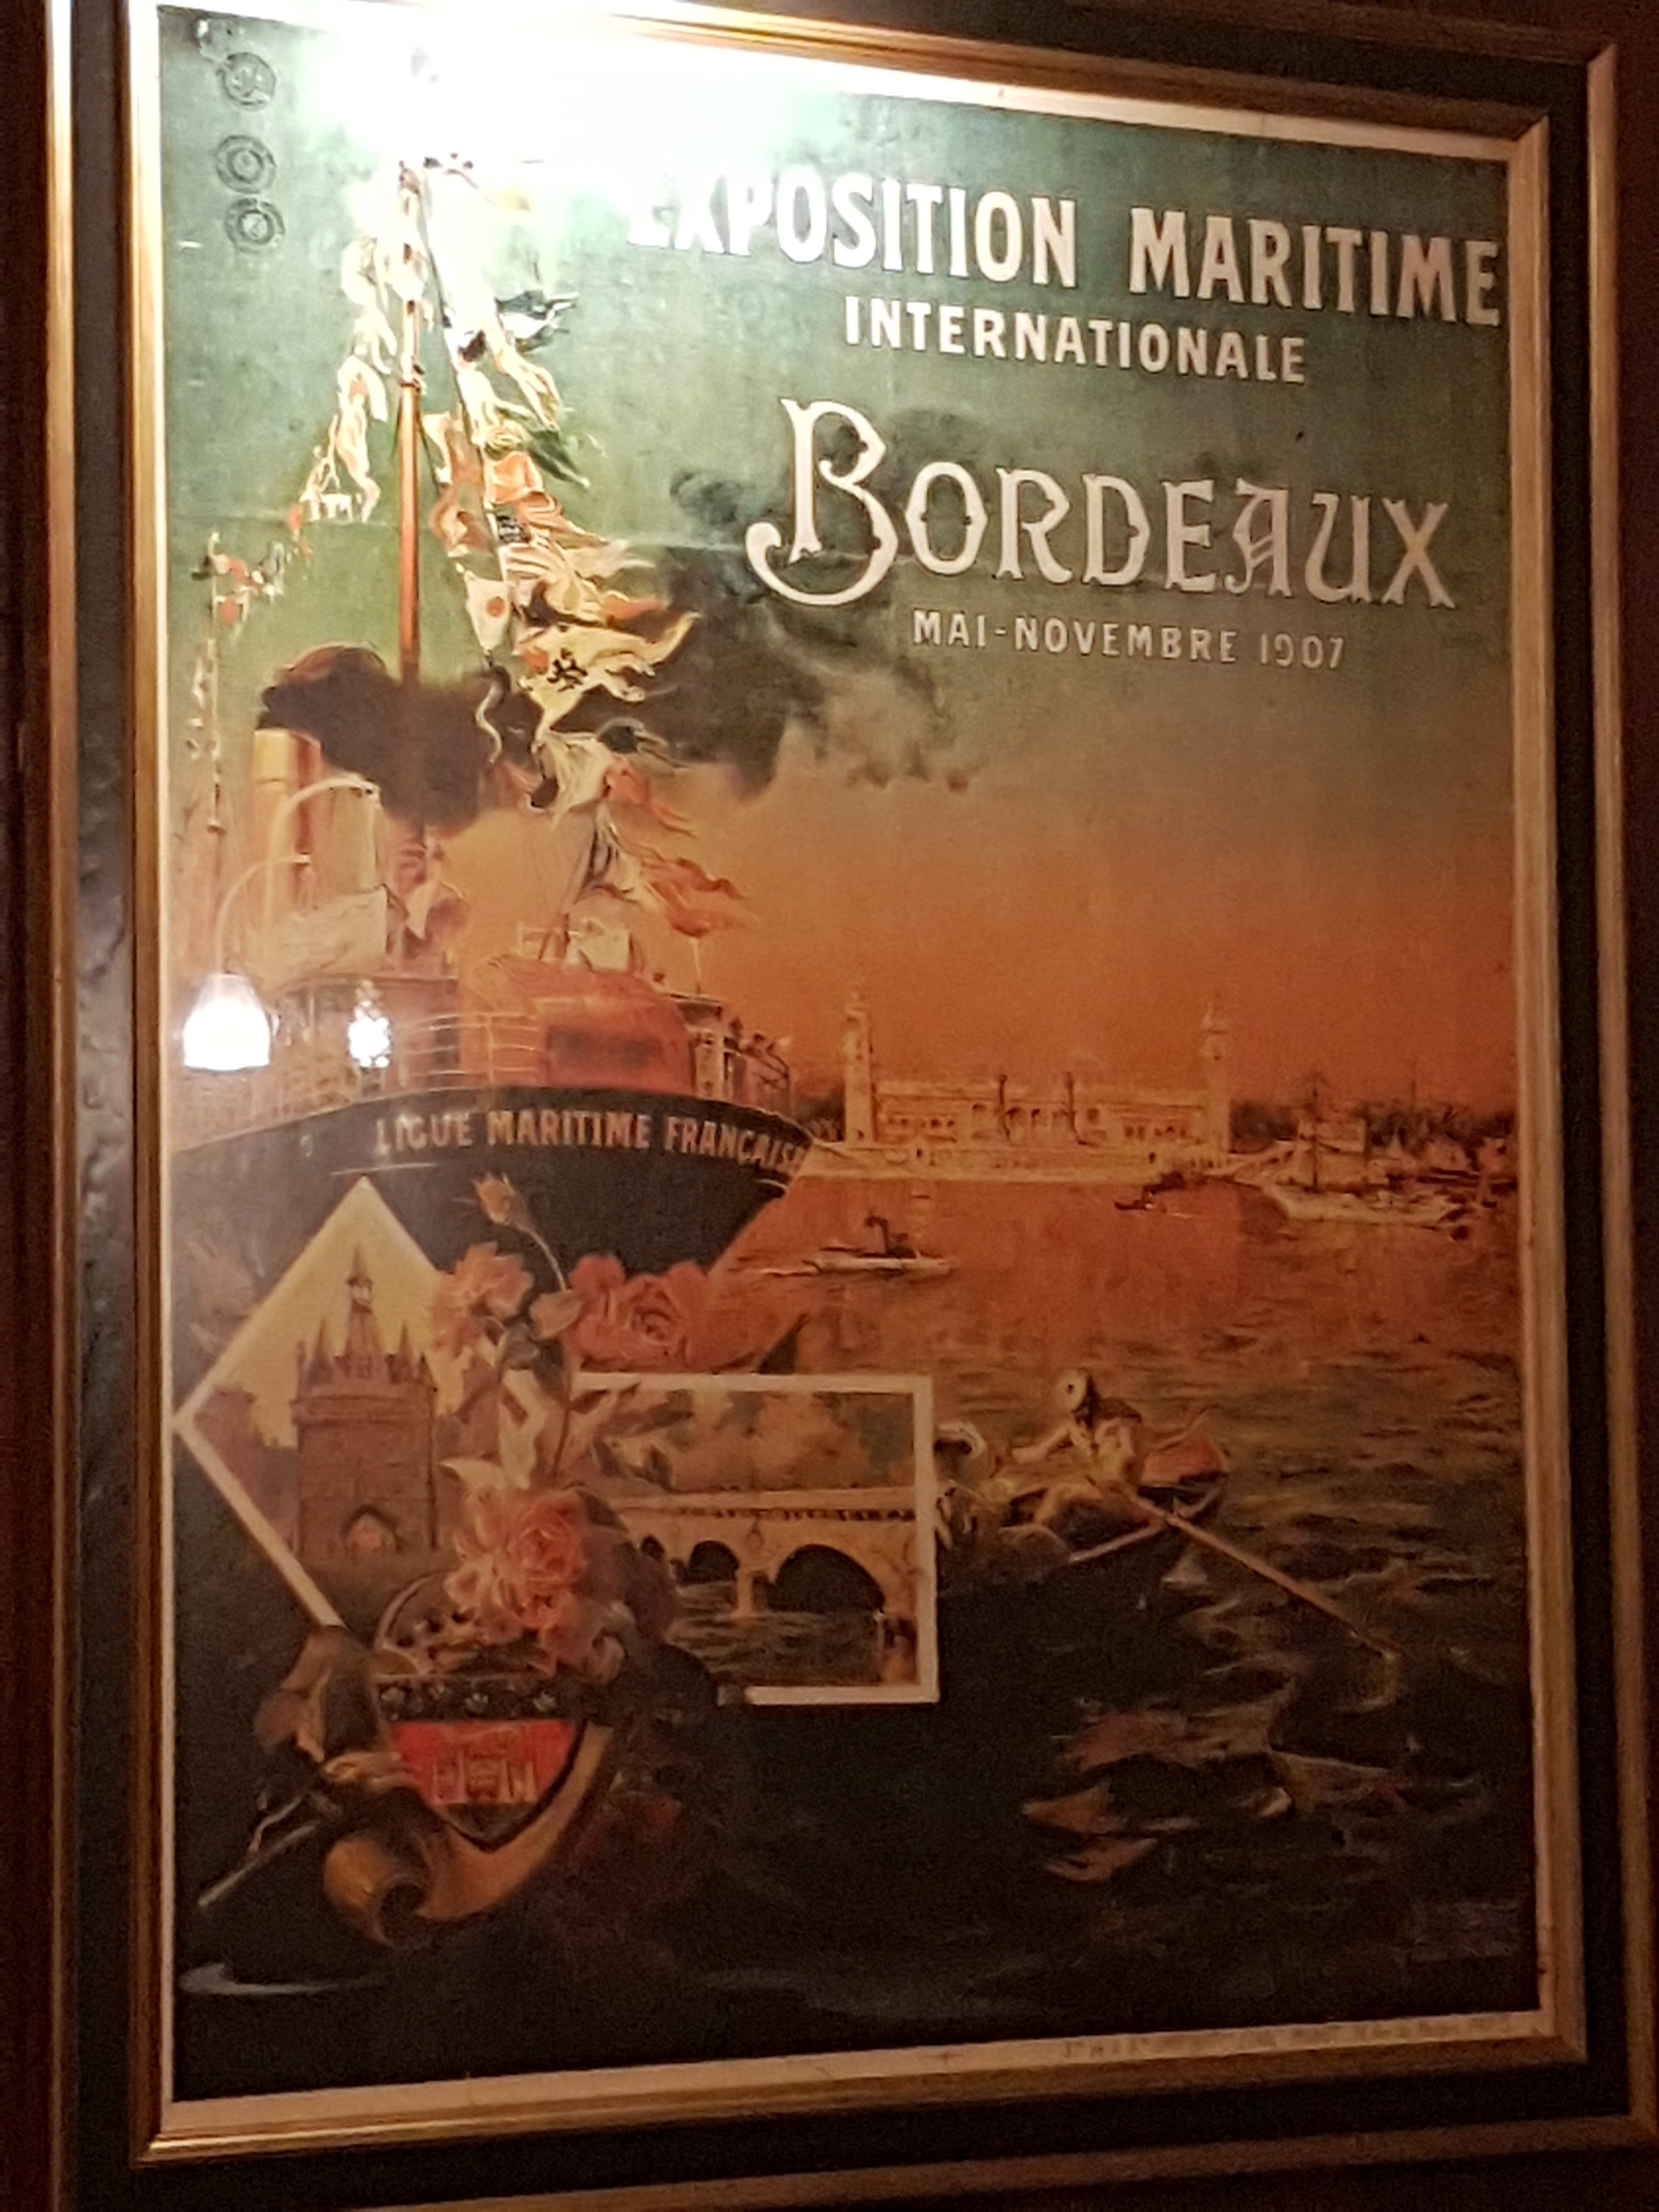 EXPOSITION MARITIME
INTERNATIONALE
BORDEAUX
MAI-NOVEMBRE 1907
LIGUE MARITIME FRANÇAISE